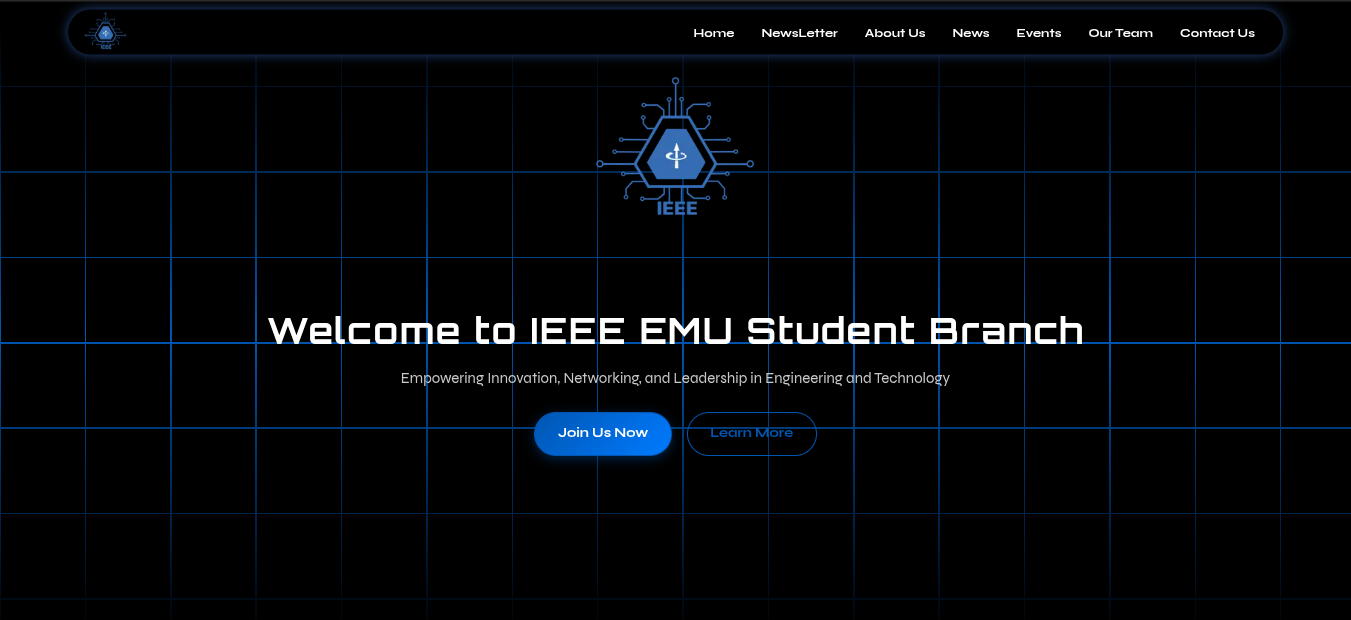 IEEE
Home NewsLetter About Us News Events Our Team Contact Us
IEEE
Welcome to IEEE EMU Student Branch
Empowering Innovation, Networking, and Leadership in Engineering and Technology
Join Us Now Learn More